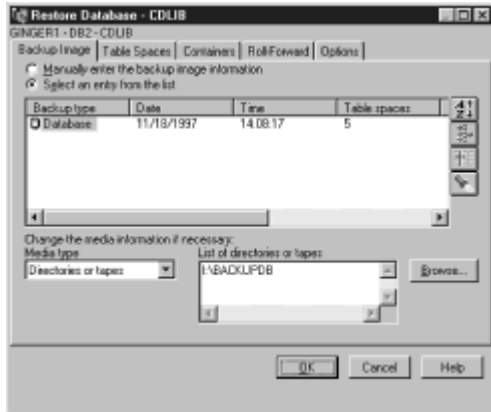 Restore Database - CDLIB
GINGER1 - DB2 - CDLIB
Backup Image Table Spaces Containers Roll-Forward Options
Manually enter the backup image information
Select an entry from the list
Backup type Date Time Table spaces
Database 11/18/1997 14:08:17 5
Change the media information if necessary:
Media type List of directories or tapes
Directories or tapes I:\BACKUPDB Browse...
OK Cancel Help